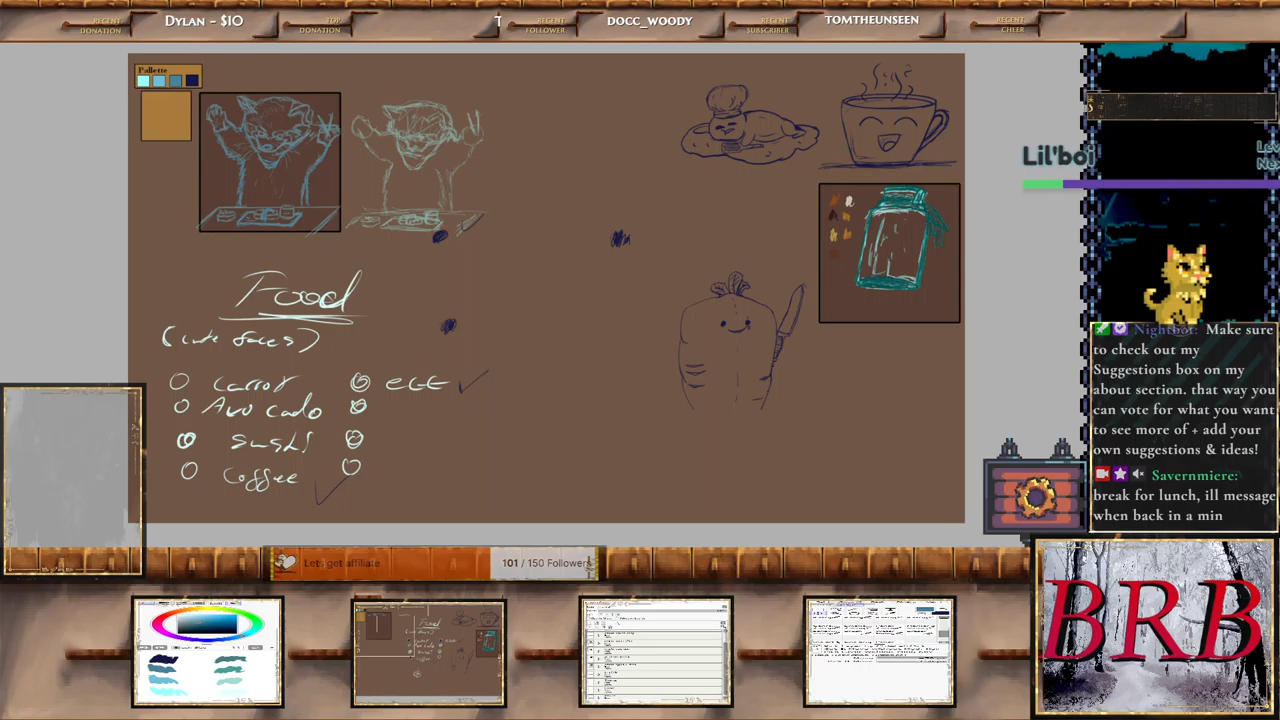 RECENT DONATION
Dylan - $10
TOP DONATION
T
RECENT FOLLOWER
DOCC_WOODY
RECENT SUBSCRIBER
TOMTHEUNSEEN
RECENT CHEER
Pallette
Food
(cute faces)
carrot
EGG
Avocado
sushi
coffee
Lil'boi
Lev
Nex
Nightbot: Make sure
to check out my
Suggestions box on my
about section. that way you
can vote for what you want
to see more of + add your
own suggestions & ideas!
Savernmiere:
break for lunch, ill message
when back in a min
Lets get affiliate
101 / 150 Followers
BRB